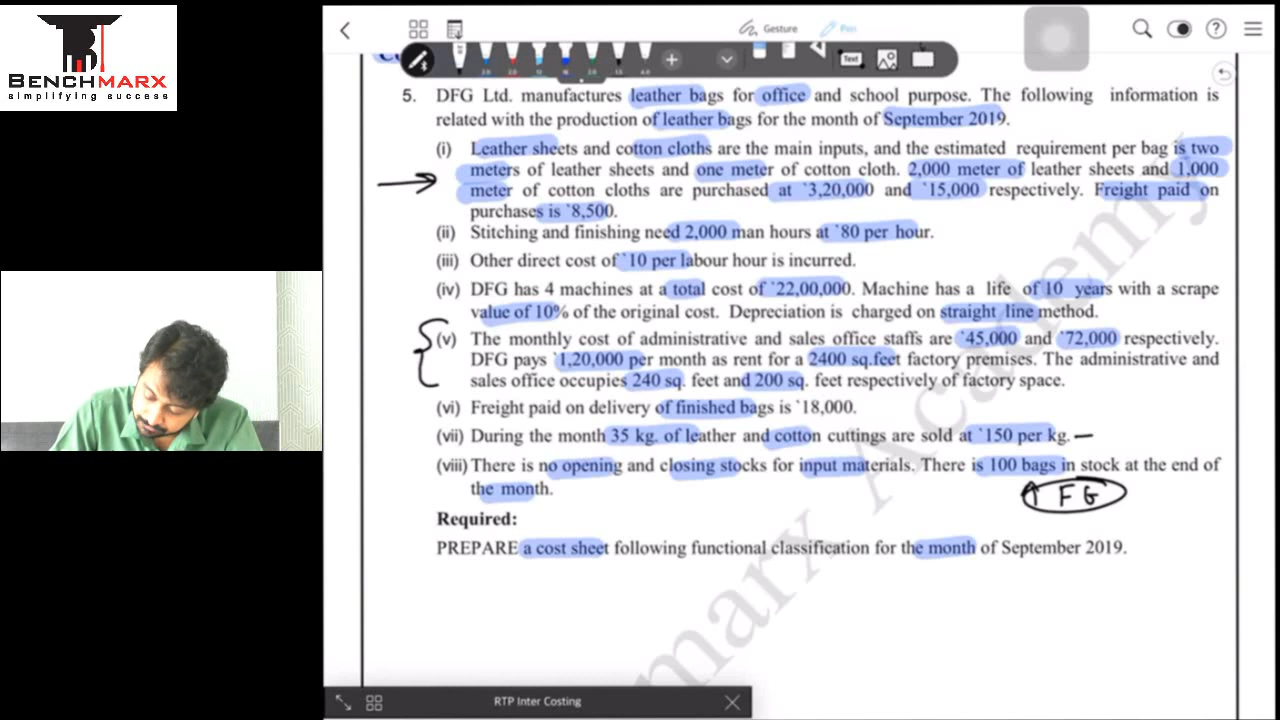 BENCHMARX
simplifying success
Gesture
Pen
Text
5. DFG Ltd. manufactures leather bags for office and school purpose. The following information is
related with the production of leather bags for the month of September 2019.
(i) Leather sheets and cotton cloths are the main inputs, and the estimated requirement per bag is two
meters of leather sheets and one meter of cotton cloth. 2,000 meter of leather sheets and 1,000
meter of cotton cloths are purchased at `3,20,000 and `15,000 respectively. Freight paid on
purchases is `8,500.
(ii) Stitching and finishing need 2,000 man hours at `80 per hour.
(iii) Other direct cost of `10 per labour hour is incurred.
(iv) DFG has 4 machines at a total cost of `22,00,000. Machine has a life of 10 years with a scrape
value of 10% of the original cost. Depreciation is charged on straight line method.
(v) The monthly cost of administrative and sales office staffs are `45,000 and `72,000 respectively.
DFG pays `1,20,000 per month as rent for a 2400 sq.feet factory premises. The administrative and
sales office occupies 240 sq. feet and 200 sq. feet respectively of factory space.
(vi) Freight paid on delivery of finished bags is `18,000.
(vii) During the month 35 kg. of leather and cotton cuttings are sold at `150 per kg.
(viii) There is no opening and closing stocks for input materials. There is 100 bags in stock at the end of
the month.
FG
Required:
PREPARE a cost sheet following functional classification for the month of September 2019.
marx Academy
RTP Inter Costing